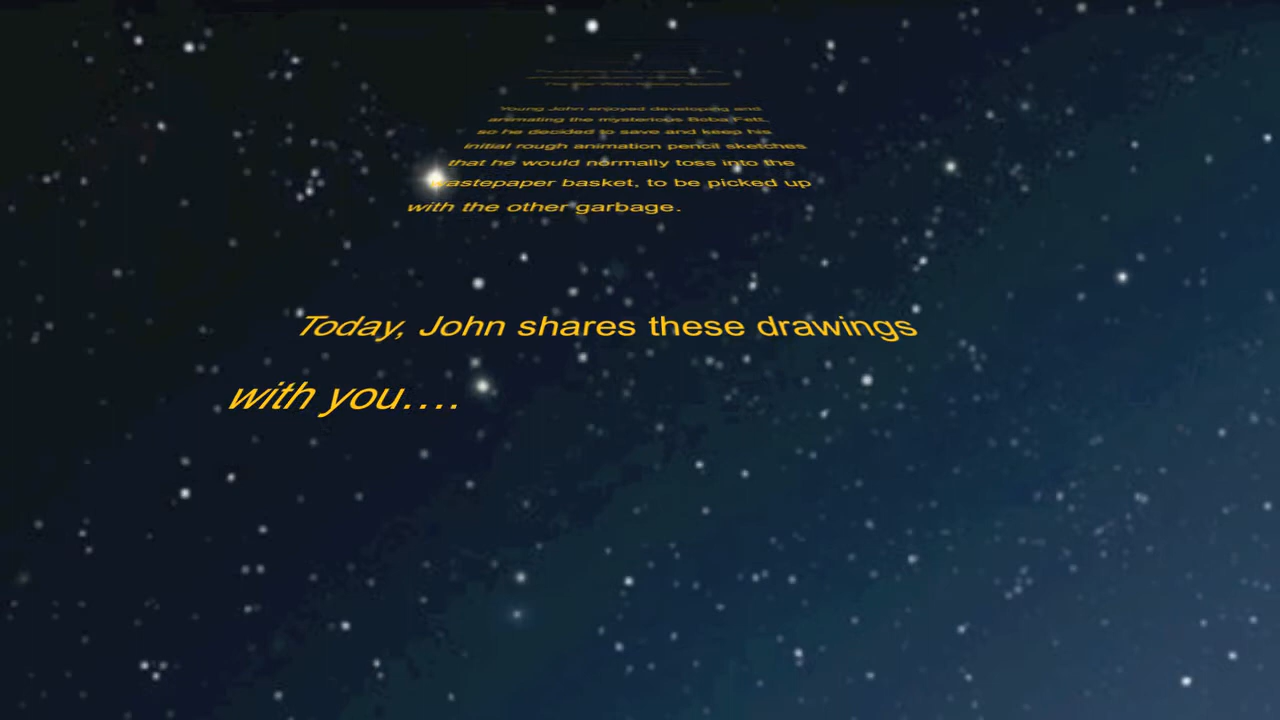 Young John enjoyed developing and
animating the mysterious Boba Fett,
so he decided to save and keep his
initial rough animation pencil sketches
that he would normally toss into the
wastepaper basket, to be picked up
with the other garbage.
Today, John shares these drawings
with you....